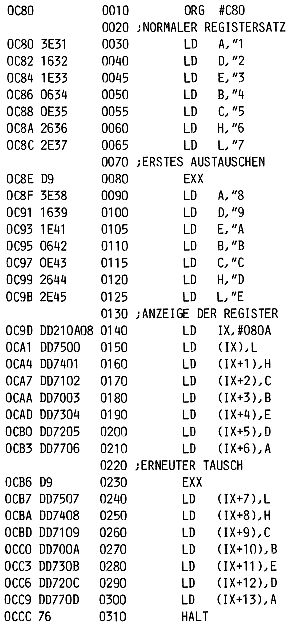 0C80 0010 ORG #C80
0020 ;NORMALER REGISTERSATZ
0C80 3E31 0030 LD A,"1
0C82 1632 0040 LD D,"2
0C84 1E33 0045 LD E,"3
0C86 0634 0050 LD B,"4
0C88 0E35 0055 LD C,"5
0C8A 2636 0060 LD H,"6
0C8C 2E37 0065 LD L,"7
0070 ;ERSTES AUSTAUSCHEN
0C8E D9 0080 EXX
0C8F 3E38 0090 LD A,"8
0C91 1639 0100 LD D,"9
0C93 1E41 0105 LD E,"A
0C95 0642 0110 LD B,"B
0C97 0E43 0115 LD C,"C
0C99 2644 0120 LD H,"D
0C9B 2E45 0125 LD L,"E
0130 ;ANZEIGE DER REGISTER
0C9D DD210A08 0140 LD IX,#080A
0CA1 DD7500 0150 LD (IX),L
0CA4 DD7401 0160 LD (IX+1),H
0CA7 DD7102 0170 LD (IX+2),C
0CAA DD7003 0180 LD (IX+3),B
0CAD DD7304 0190 LD (IX+4),E
0CB0 DD7205 0200 LD (IX+5),D
0CB3 DD7706 0210 LD (IX+6),A
0220 ;ERNEUTER TAUSCH
0CB6 D9 0230 EXX
0CB7 DD7507 0240 LD (IX+7),L
0CBA DD7408 0250 LD (IX+8),H
0CBD DD7109 0260 LD (IX+9),C
0CC0 DD700A 0270 LD (IX+10),B
0CC3 DD730B 0280 LD (IX+11),E
0CC6 DD720C 0290 LD (IX+12),D
0CC9 DD770D 0300 LD (IX+13),A
0CCC 76 0310 HALT